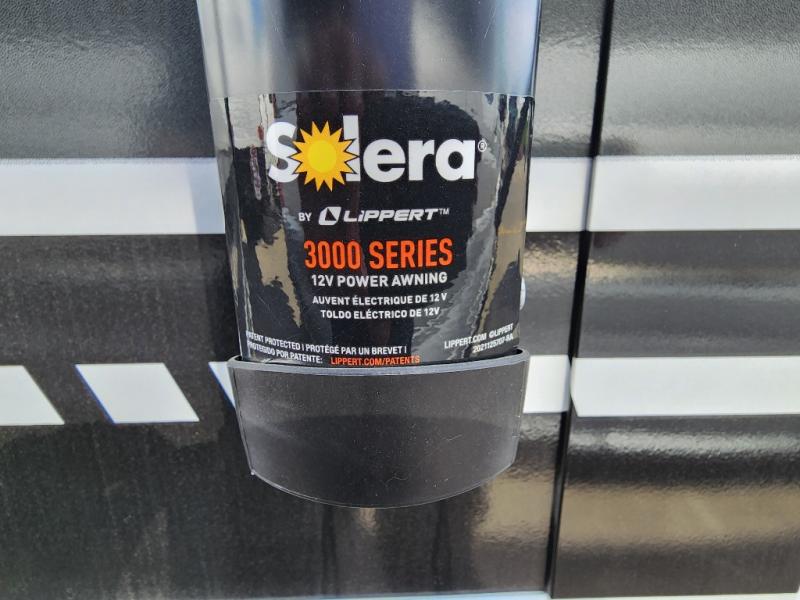 Solera®
BY LiPPERT™
3000 SERIES
12V POWER AWNING
AUVENT ÉLECTRIQUE DE 12 V
TOLDO ELÉCTRICO DE 12V
PATENT PROTECTED | PROTÉGÉ PAR UN BREVET |
PROTEGIDO POR PATENTE: LIPPERT.COM/PATENTS
LIPPERT.COM ©LIPPERT